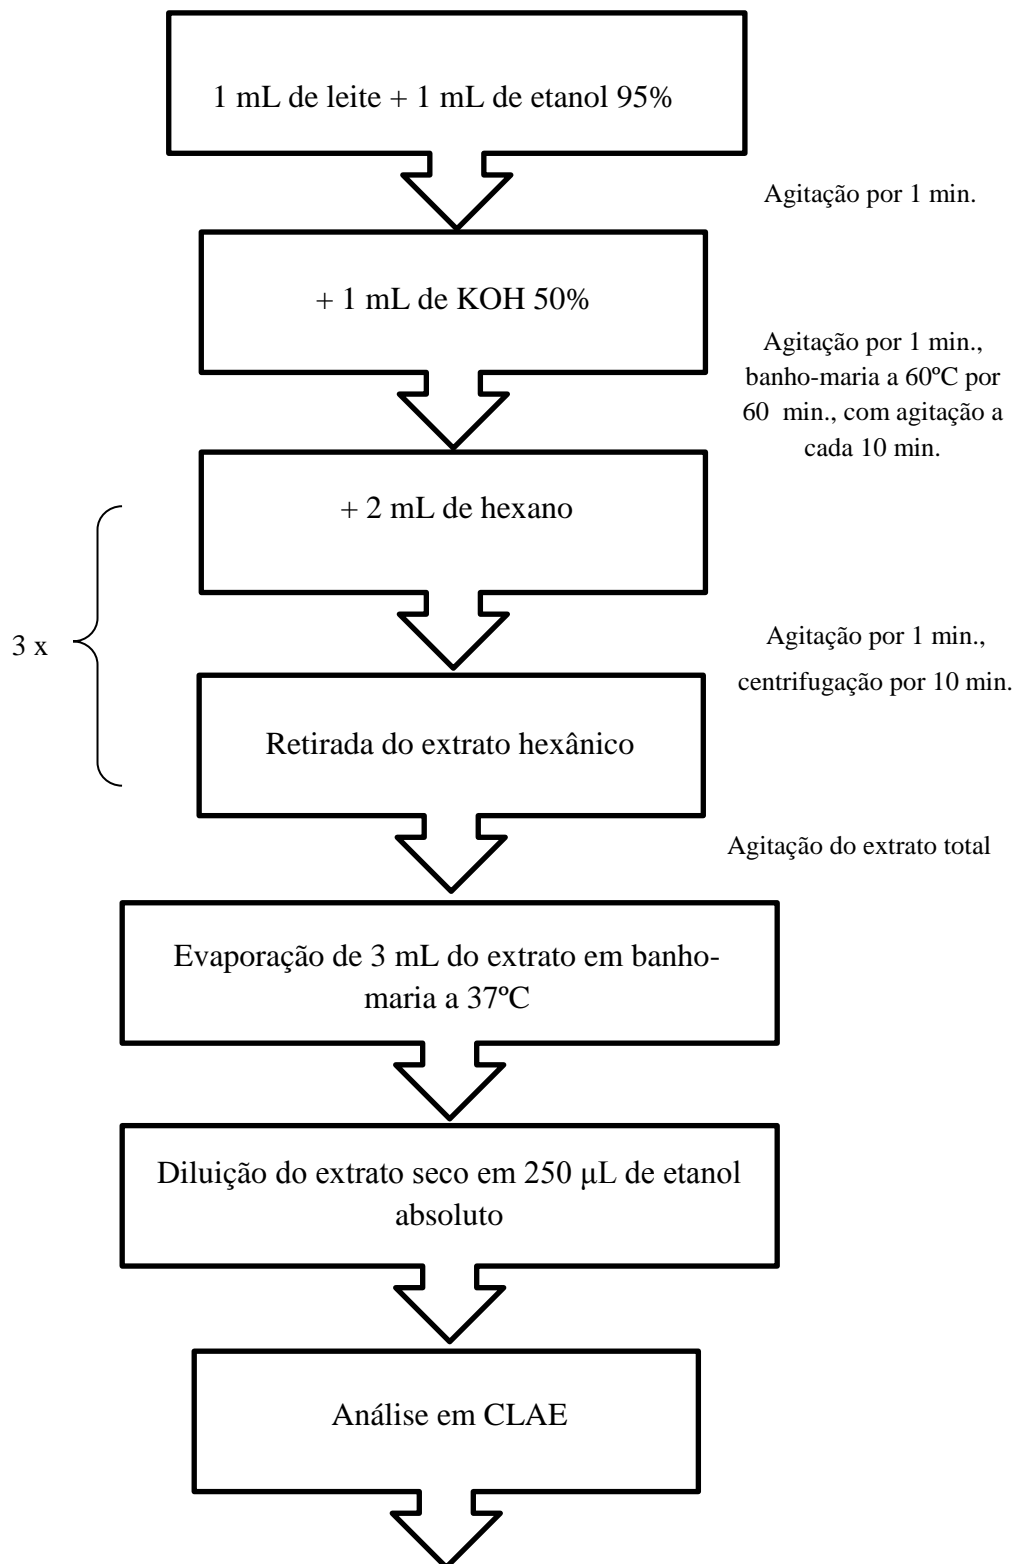 1 mL de leite + 1 mL de etanol 95%
Agitação por 1 min.
+ 1 mL de KOH 50%
Agitação por 1 min.,
banho-maria a 60ºC por
60 min., com agitação a
cada 10 min.
+ 2 mL de hexano
3 x
Agitação por 1 min.,
centrifugação por 10 min.
Retirada do extrato hexânico
Agitação do extrato total
Evaporação de 3 mL do extrato em banho-
maria a 37ºC
Diluição do extrato seco em 250 µL de etanol
absoluto
Análise em CLAE